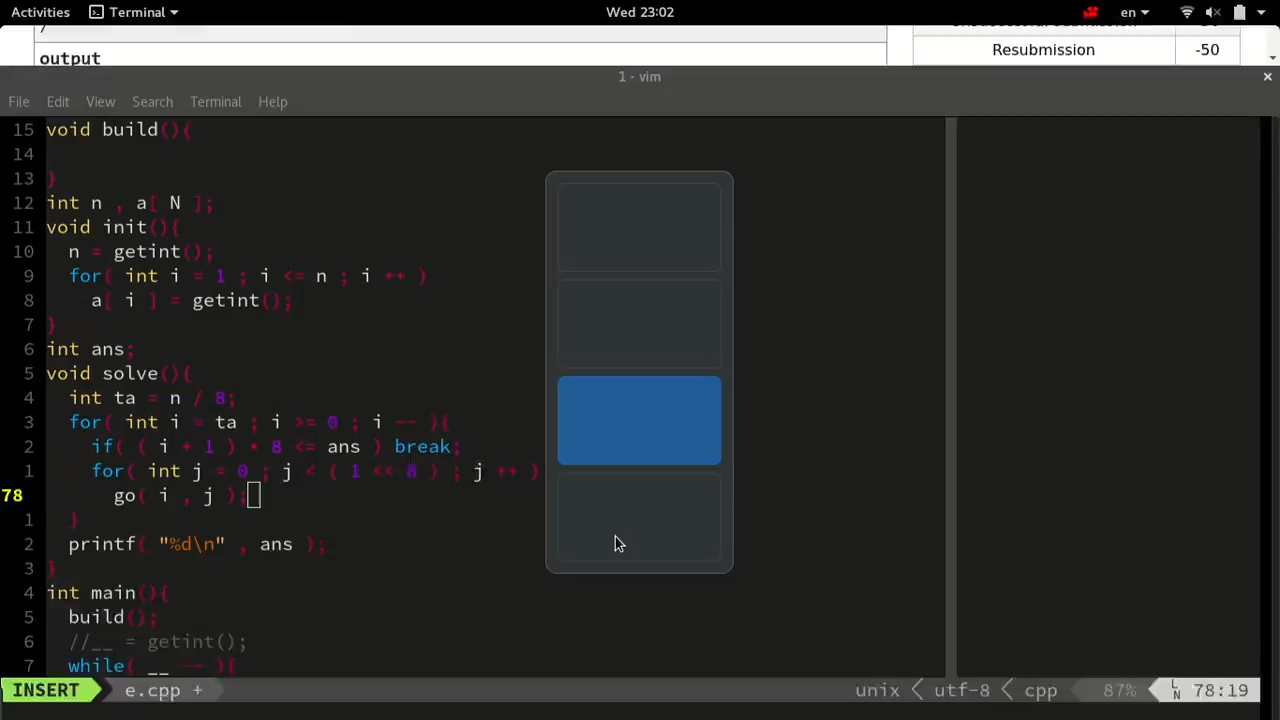 Activities Terminal Wed 23:02 en
/
output
Resubmission -50
1 - vim
File Edit View Search Terminal Help
15 void build(){
14
13 }
12 int n , a[ N ];
11 void init(){
10 n = getint();
9 for( int i = 1 ; i <= n ; i ++ )
8 a[ i ] = getint();
7 }
6 int ans;
5 void solve(){
4 int ta = n / 8;
3 for( int i = ta ; i >= 0 ; i -- ){
2 if( ( i + 1 ) * 8 <= ans ) break;
1 for( int j = 0 ; j < ( 1 << 8 ) ; j ++ )
78 go( i , j );
1 }
2 printf( "%d\n" , ans );
3 }
4 int main(){
5 build();
6 //__ = getint();
7 while( __ -- ){
INSERT e.cpp + unix utf-8 cpp 87% LN 78:19